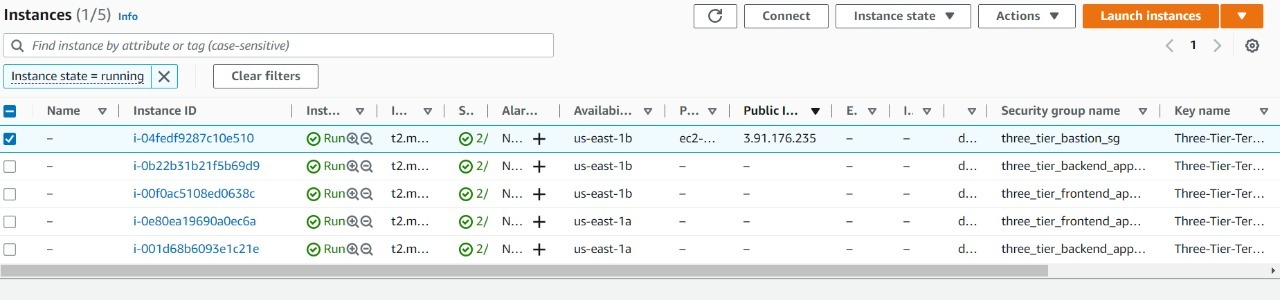 Instances (1/5) Info Connect Instance state Actions Launch instances
Find instance by attribute or tag (case-sensitive) 1
Instance state = running Clear filters
Name Instance ID Inst... I... S.. Alar... Availabi... P... Public I... E. I. Security group name Key name
– i-04fedf9287c10e510 Run t2.m... 2/ N... us-east-1b ec2-... 3.91.176.235 – – d... three_tier_bastion_sg Three-Tier-Ter...
– i-0b22b31b21f5b69d9 Run t2.m... 2/ N... us-east-1b – – – – d... three_tier_backend_app... Three-Tier-Ter...
– i-00f0ac5108ed0638c Run t2.m... 2/ N... us-east-1b – – – – d... three_tier_frontend_ap... Three-Tier-Ter...
– i-0e80ea19690a0ec6a Run t2.m... 2/ N... us-east-1a – – – – d... three_tier_frontend_ap... Three-Tier-Ter...
– i-001d68b6093e1c21e Run t2.m... 2/ N... us-east-1a – – – – d... three_tier_backend_app... Three-Tier-Ter...